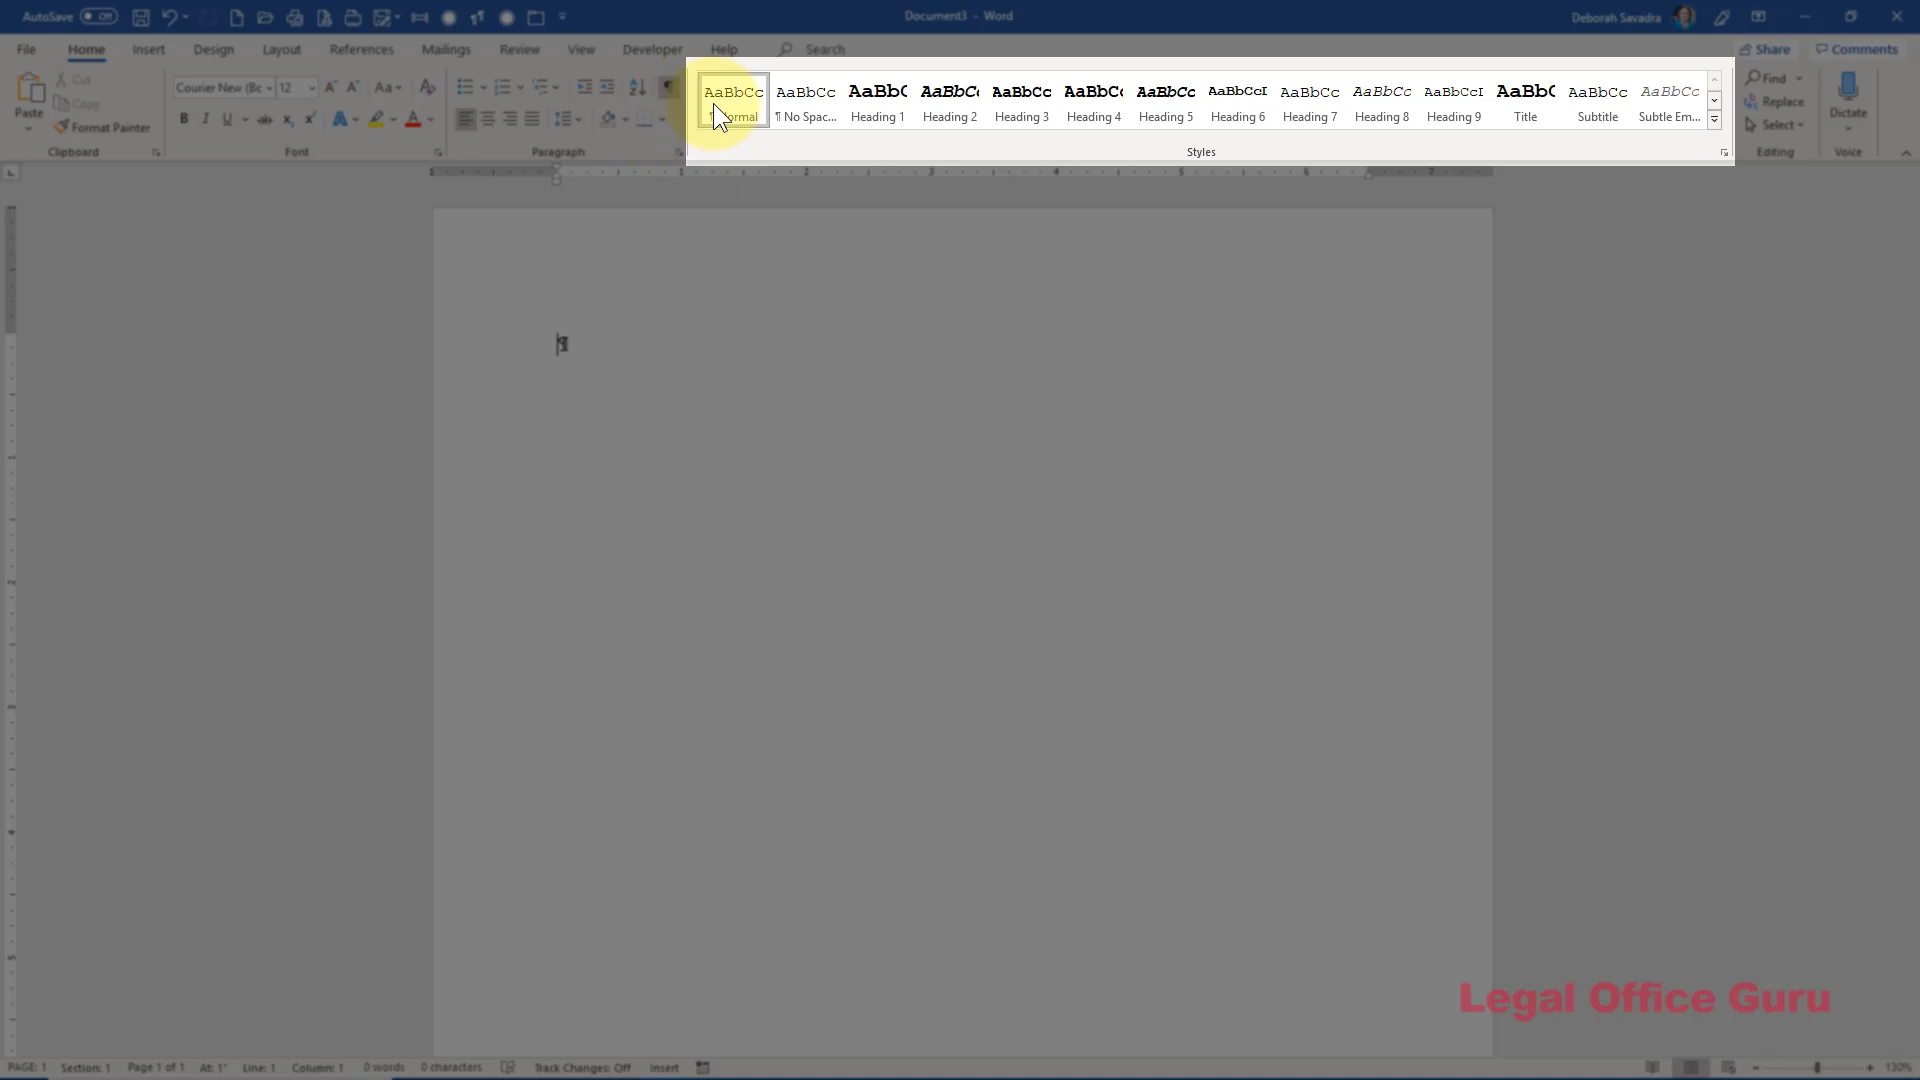 AutoSave Off
Document3 - Word
Deborah Savadra
File Home Insert Design Layout References Mailings Review View Developer Help Search
Share Comments
Paste
Cut
Copy
Format Painter
Clipboard
Courier New (Bc 12
Font
Paragraph
AaBbCc AaBbCc AaBbC AaBbCc AaBbCc AaBbC AaBbCc AaBbCcI AaBbCc AaBbCc AaBbCcI AaBbC AaBbCc AaBbCc
¶ No Spac... Heading 1 Heading 2 Heading 3 Heading 4 Heading 5 Heading 6 Heading 7 Heading 8 Heading 9 Title Subtitle Subtle Em...
Styles
Find
Replace
Select
Editing
Dictate
Voice
¶
Legal Office Guru
PAGE: 1 Section: 1 Page 1 of 1 At: 1" Line: 1 Column: 1 0 words 0 characters Track Changes: Off Insert 130%